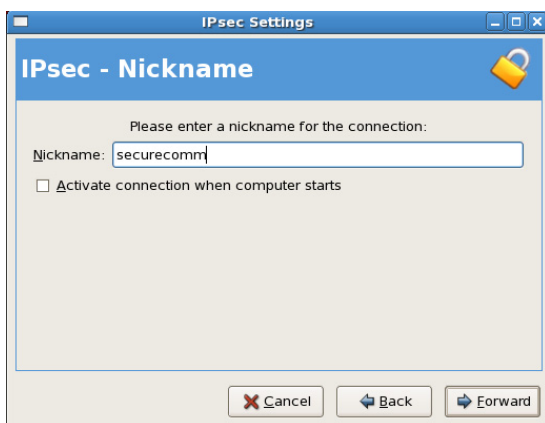 IPsec Settings
IPsec - Nickname
Please enter a nickname for the connection:
Nickname: securecomm
Activate connection when computer starts
Cancel Back Forward